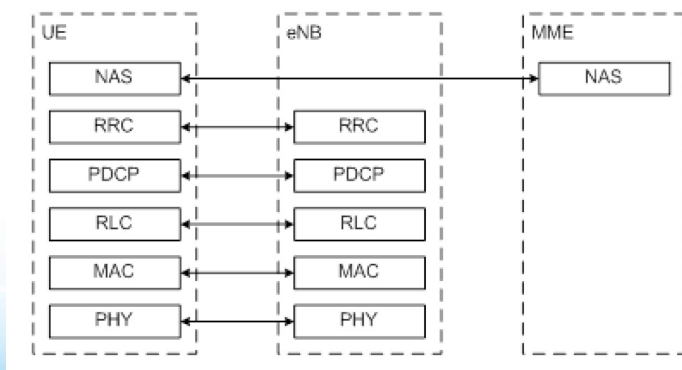 UE eNB MME
NAS NAS
RRC RRC
PDCP PDCP
RLC RLC
MAC MAC
PHY PHY